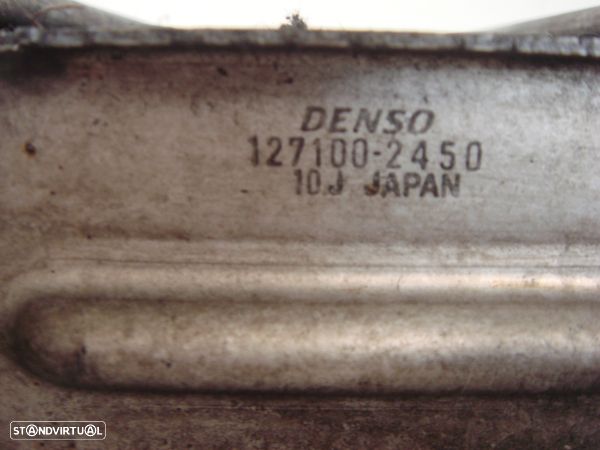 DENSO
127100-2450
10J JAPAN
STANDVIRTUAL